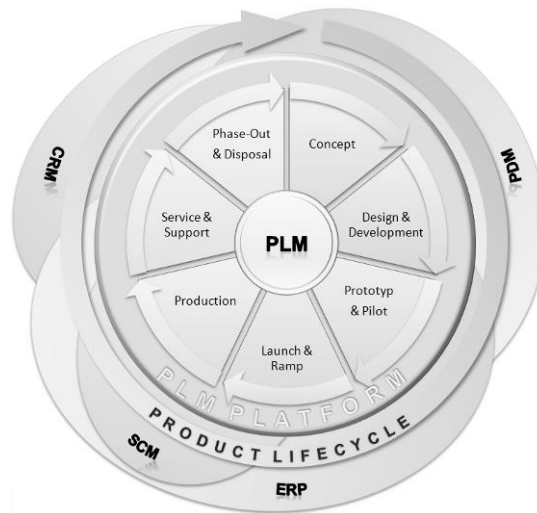 Phase-Out
& Disposal
Concept
CRM
PDM
Service &
Support
PLM
Design &
Development
Production
Prototyp
& Pilot
Launch &
Ramp
PLM PLATFORM
PRODUCT LIFECYCLE
SCM
ERP